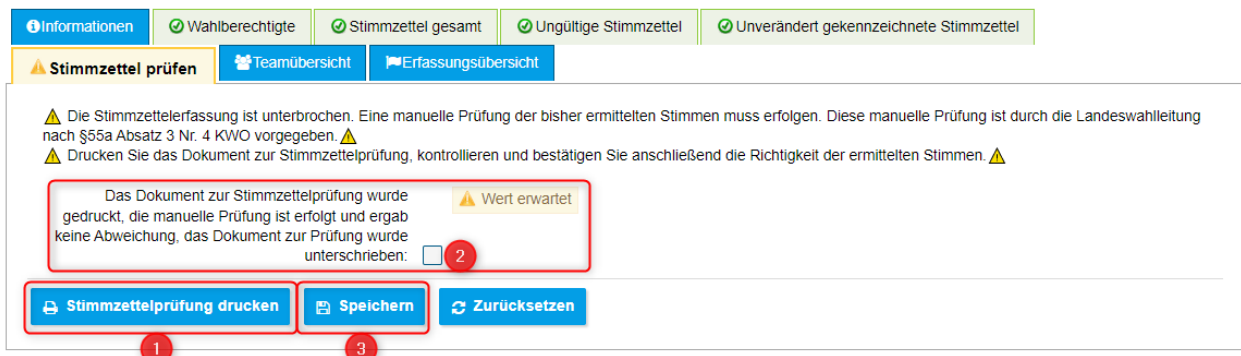 Informationen
Wahlberechtigte
Stimmzettel gesamt
Ungültige Stimmzettel
Unverändert gekennzeichnete Stimmzettel
Stimmzettel prüfen
Teamübersicht
Erfassungsübersicht
Die Stimmzettelerfassung ist unterbrochen. Eine manuelle Prüfung der bisher ermittelten Stimmen muss erfolgen. Diese manuelle Prüfung ist durch die Landeswahlleitung
nach §55a Absatz 3 Nr. 4 KWO vorgegeben.
Drucken Sie das Dokument zur Stimmzettelprüfung, kontrollieren und bestätigen Sie anschließend die Richtigkeit der ermittelten Stimmen.
Das Dokument zur Stimmzettelprüfung wurde
gedruckt, die manuelle Prüfung ist erfolgt und ergab
keine Abweichung, das Dokument zur Prüfung wurde
unterschrieben:
Wert erwartet
2
Stimmzettelprüfung drucken
Speichern
Zurücksetzen
1
3